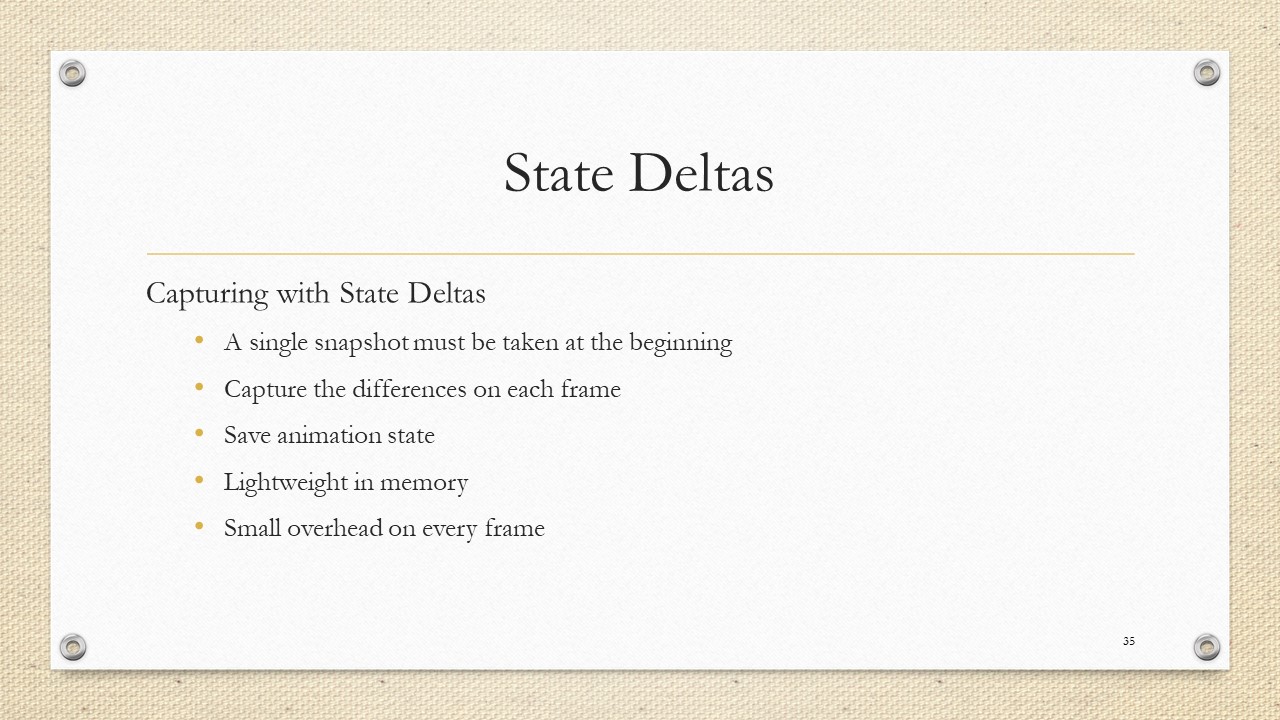 State Deltas
Capturing with State Deltas
• A single snapshot must be taken at the beginning
• Capture the differences on each frame
• Save animation state
• Lightweight in memory
• Small overhead on every frame
35